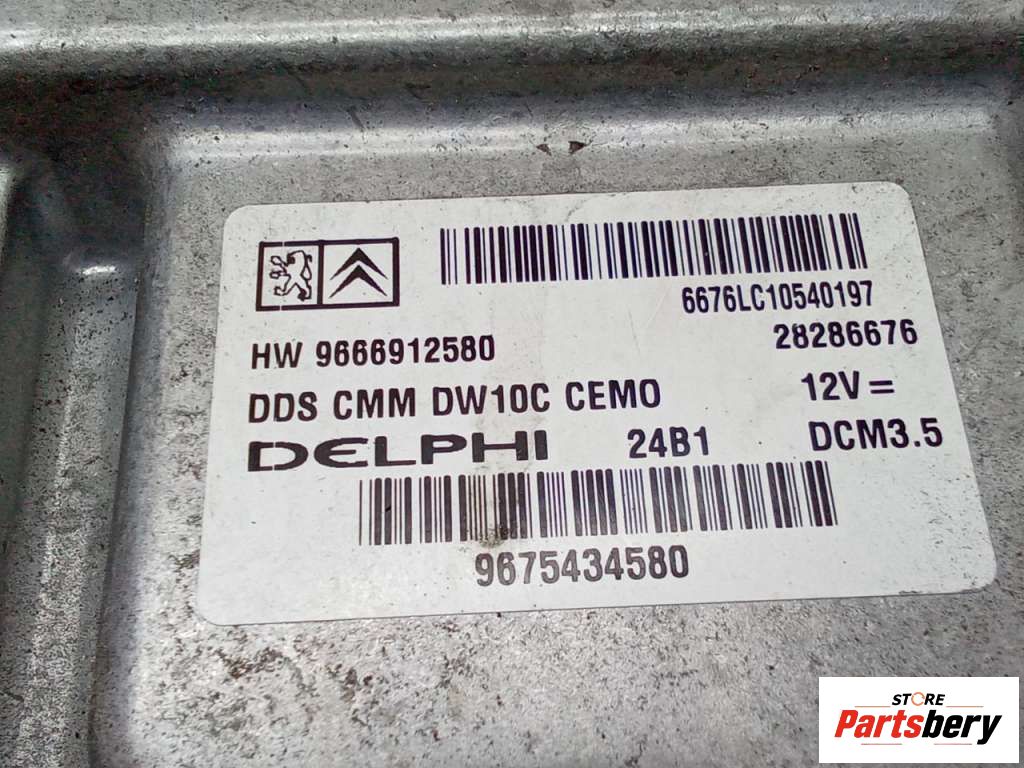 6676LC10540197
HW 9666912580
28286676
DDS CMM DW10C CEMO
12V =
DELPHI
24B1
DCM3.5
9675434580
STORE
Partsbery